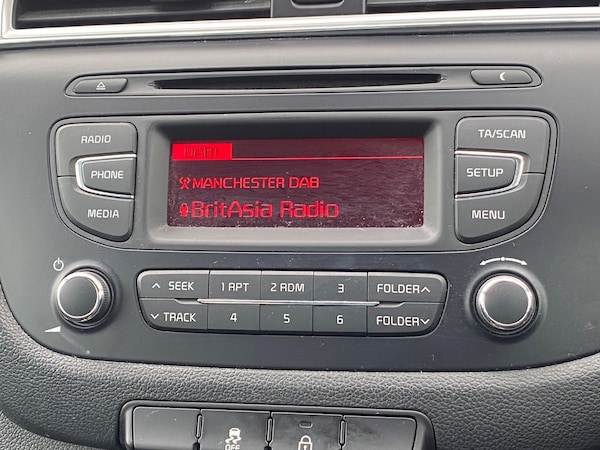 RADIO
PHONE
MEDIA
MANCHESTER DAB
BritAsia Radio
TA/SCAN
SETUP
MENU
SEEK 1 RPT 2 RDM 3 FOLDER
TRACK 4 5 6 FOLDER
OFF